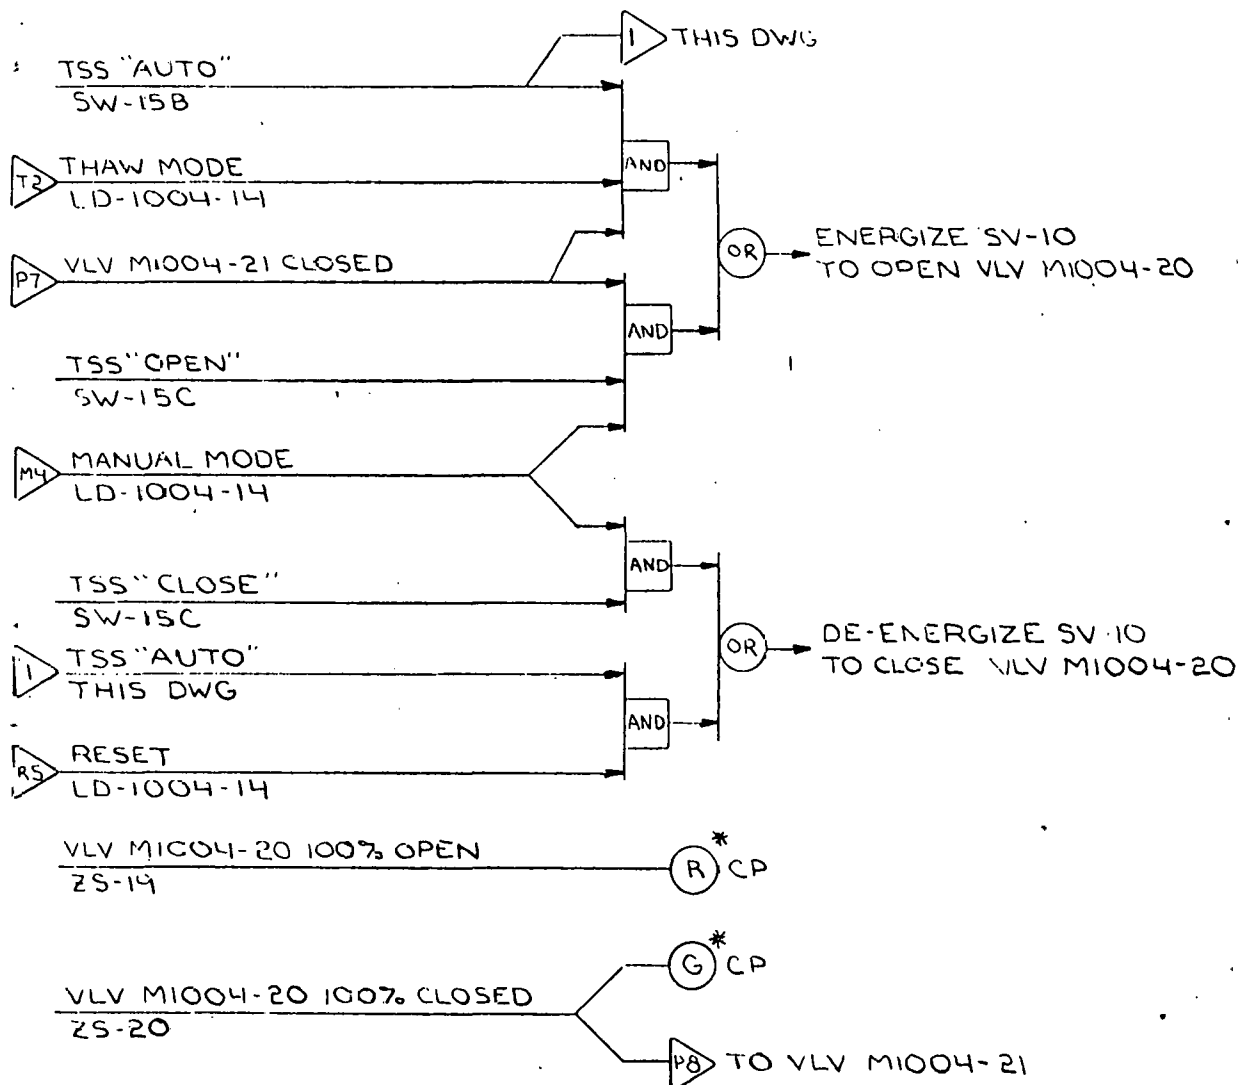 1 THIS DWG
TSS "AUTO"
SW-15B
AND
T2 THAW MODE
LD-1004-14
OR
ENERGIZE SV-10
TO OPEN VLV M1004-20
P7 VLV M1004-21 CLOSED
AND
TSS "OPEN"
SW-15C
M4 MANUAL MODE
LD-1004-14
AND
TSS "CLOSE"
SW-15C
OR
DE-ENERGIZE SV-10
TO CLOSE VLV M1004-20
1 TSS "AUTO"
THIS DWG
AND
R5 RESET
LD-1004-14
VLV M1004-20 100% OPEN
ZS-19
R * CP
G * CP
VLV M1004-20 100% CLOSED
ZS-20
P8 TO VLV M1004-21